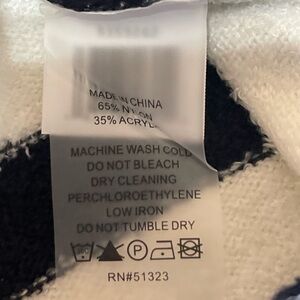 MADE IN CHINA
65% NYLON
35% ACRYL
MACHINE WASH COLD
DO NOT BLEACH
DRY CLEANING
PERCHLOROETHYLENE
LOW IRON
DO NOT TUMBLE DRY
P
RN#51323